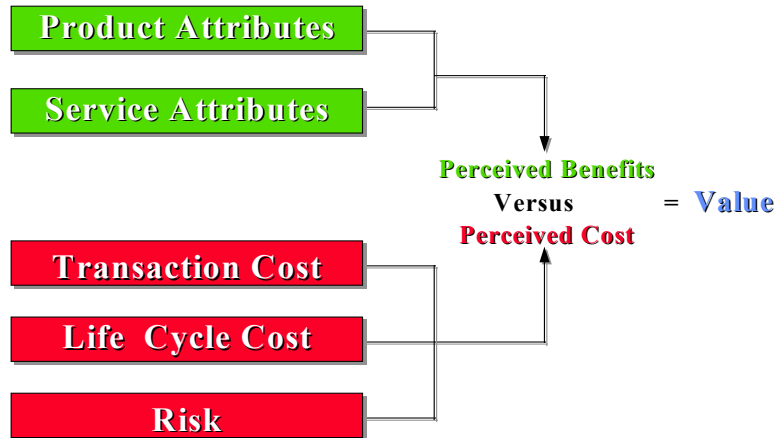 Product Attributes
Service Attributes
Perceived Benefits
Versus = Value
Perceived Cost
Transaction Cost
Life Cycle Cost
Risk